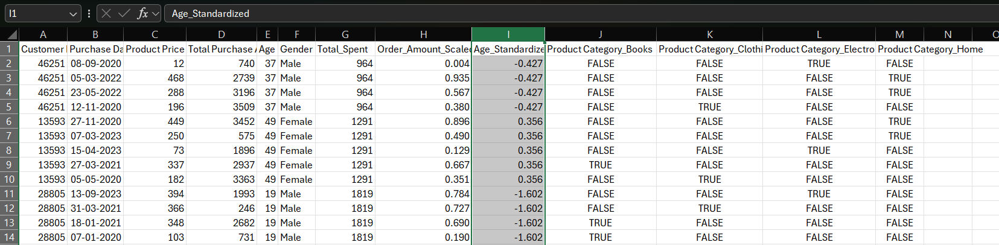 I1 fx Age_Standardized
A B C D E F G H I J K L M N O
1 Customer Purchase Da Product Price Total Purchase Age Gender Total_Spent Order_Amount_Scale Age_Standardize Product Category_Books Product Category_Clothi Product Category_Electro Product Category_Home
2 46251 08-09-2020 12 740 37 Male 964 0.004 -0.427 FALSE FALSE TRUE FALSE
3 46251 05-03-2022 468 2739 37 Male 964 0.935 -0.427 FALSE FALSE FALSE TRUE
4 46251 23-05-2022 288 3196 37 Male 964 0.567 -0.427 FALSE FALSE FALSE TRUE
5 46251 12-11-2020 196 3509 37 Male 964 0.380 -0.427 FALSE TRUE FALSE FALSE
6 13593 27-11-2020 449 3452 49 Female 1291 0.896 0.356 FALSE FALSE FALSE TRUE
7 13593 07-03-2023 250 575 49 Female 1291 0.490 0.356 FALSE FALSE FALSE TRUE
8 13593 15-04-2023 73 1896 49 Female 1291 0.129 0.356 FALSE FALSE TRUE FALSE
9 13593 27-03-2021 337 2937 49 Female 1291 0.667 0.356 TRUE FALSE FALSE FALSE
10 13593 05-05-2020 182 3363 49 Female 1291 0.351 0.356 FALSE TRUE FALSE FALSE
11 28805 13-09-2023 394 1993 19 Male 1819 0.784 -1.602 FALSE FALSE TRUE FALSE
12 28805 31-03-2021 366 246 19 Male 1819 0.727 -1.602 FALSE TRUE FALSE FALSE
13 28805 18-01-2021 348 2682 19 Male 1819 0.690 -1.602 TRUE FALSE FALSE FALSE
14 28805 07-01-2020 103 731 19 Male 1819 0.190 -1.602 TRUE FALSE FALSE FALSE